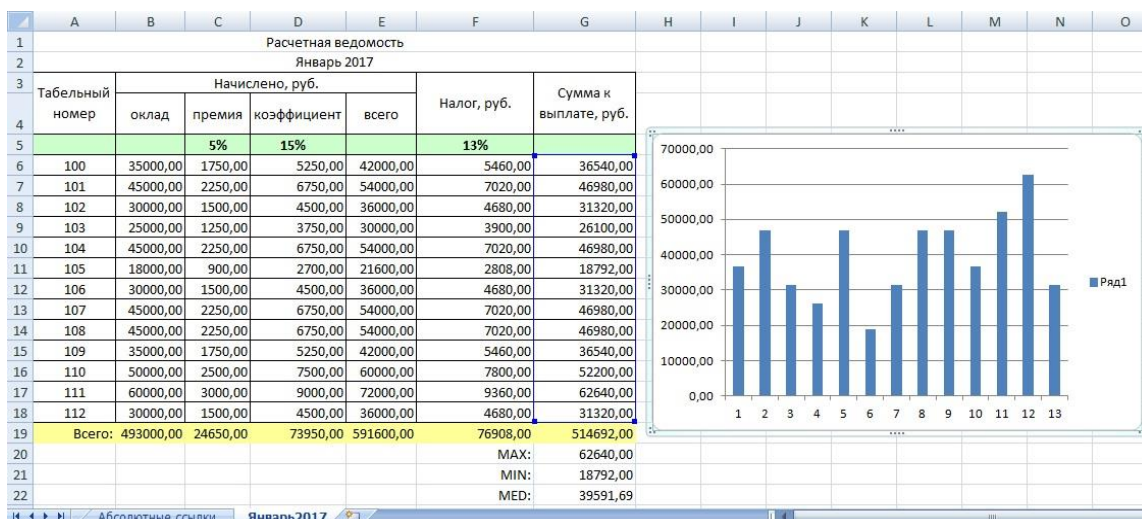 A B C D E F G H I J K L M N O
1 Расчетная ведомость
2 Январь 2017
3 Табельный номер Начислено, руб. Налог, руб. Сумма к выплате, руб.
4 оклад премия коэффициент всего
5 5% 15% 13%
6 100 35000,00 1750,00 5250,00 42000,00 5460,00 36540,00
7 101 45000,00 2250,00 6750,00 54000,00 7020,00 46980,00
8 102 30000,00 1500,00 4500,00 36000,00 4680,00 31320,00
9 103 25000,00 1250,00 3750,00 30000,00 3900,00 26100,00
10 104 45000,00 2250,00 6750,00 54000,00 7020,00 46980,00
11 105 18000,00 900,00 2700,00 21600,00 2808,00 18792,00
12 106 30000,00 1500,00 4500,00 36000,00 4680,00 31320,00
13 107 45000,00 2250,00 6750,00 54000,00 7020,00 46980,00
14 108 45000,00 2250,00 6750,00 54000,00 7020,00 46980,00
15 109 35000,00 1750,00 5250,00 42000,00 5460,00 36540,00
16 110 50000,00 2500,00 7500,00 60000,00 7800,00 52200,00
17 111 60000,00 3000,00 9000,00 72000,00 9360,00 62640,00
18 112 30000,00 1500,00 4500,00 36000,00 4680,00 31320,00
19 Всего: 493000,00 24650,00 73950,00 591600,00 76908,00 514692,00
20 MAX: 62640,00
21 MIN: 18792,00
22 MED: 39591,69
70000,00
60000,00
50000,00
40000,00
30000,00
20000,00
10000,00
0,00
1 2 3 4 5 6 7 8 9 10 11 12 13
Ряд1
Абсолютные ссылки Январь2017